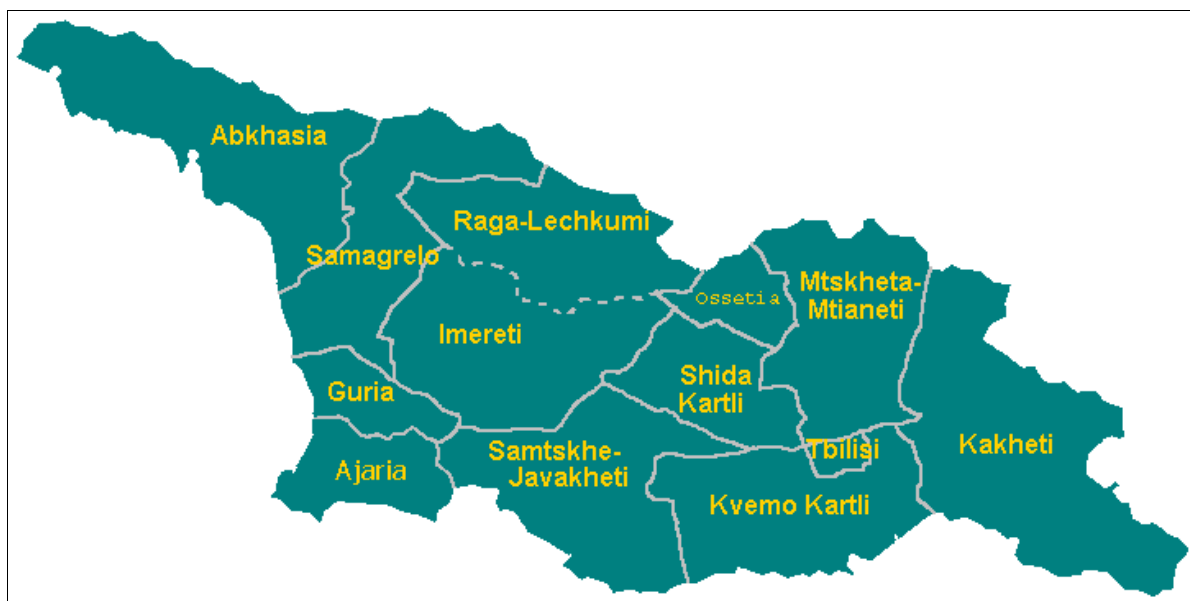 Abkhasia
Raga-Lechkumi
Samagrelo
Mtskheta-
Mtianeti
Ossetia
Imereti
Shida
Kartli
Guria
Samtskhe-
Javakheti
Tbilisi
Kakheti
Ajaria
Kvemo Kartli